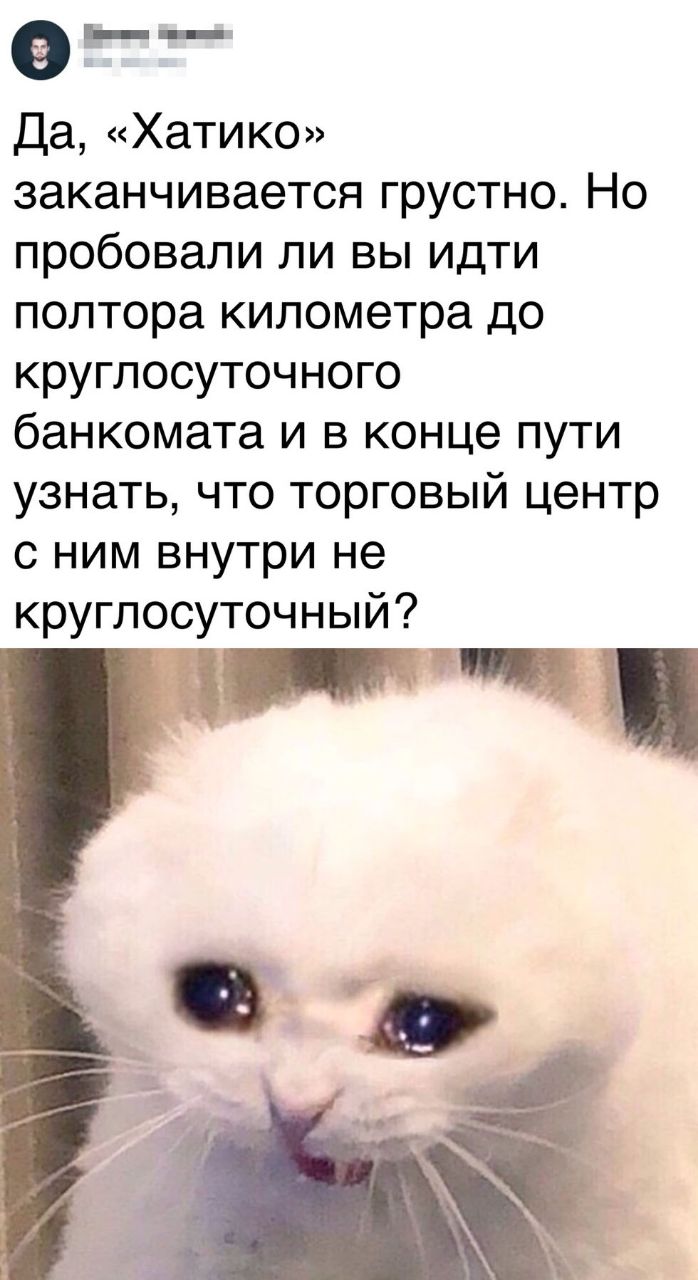 Да, «Хатико»
заканчивается грустно. Но
пробовали ли вы идти
полтора километра до
круглосуточного
банкомата и в конце пути
узнать, что торговый центр
с ним внутри не
круглосуточный?